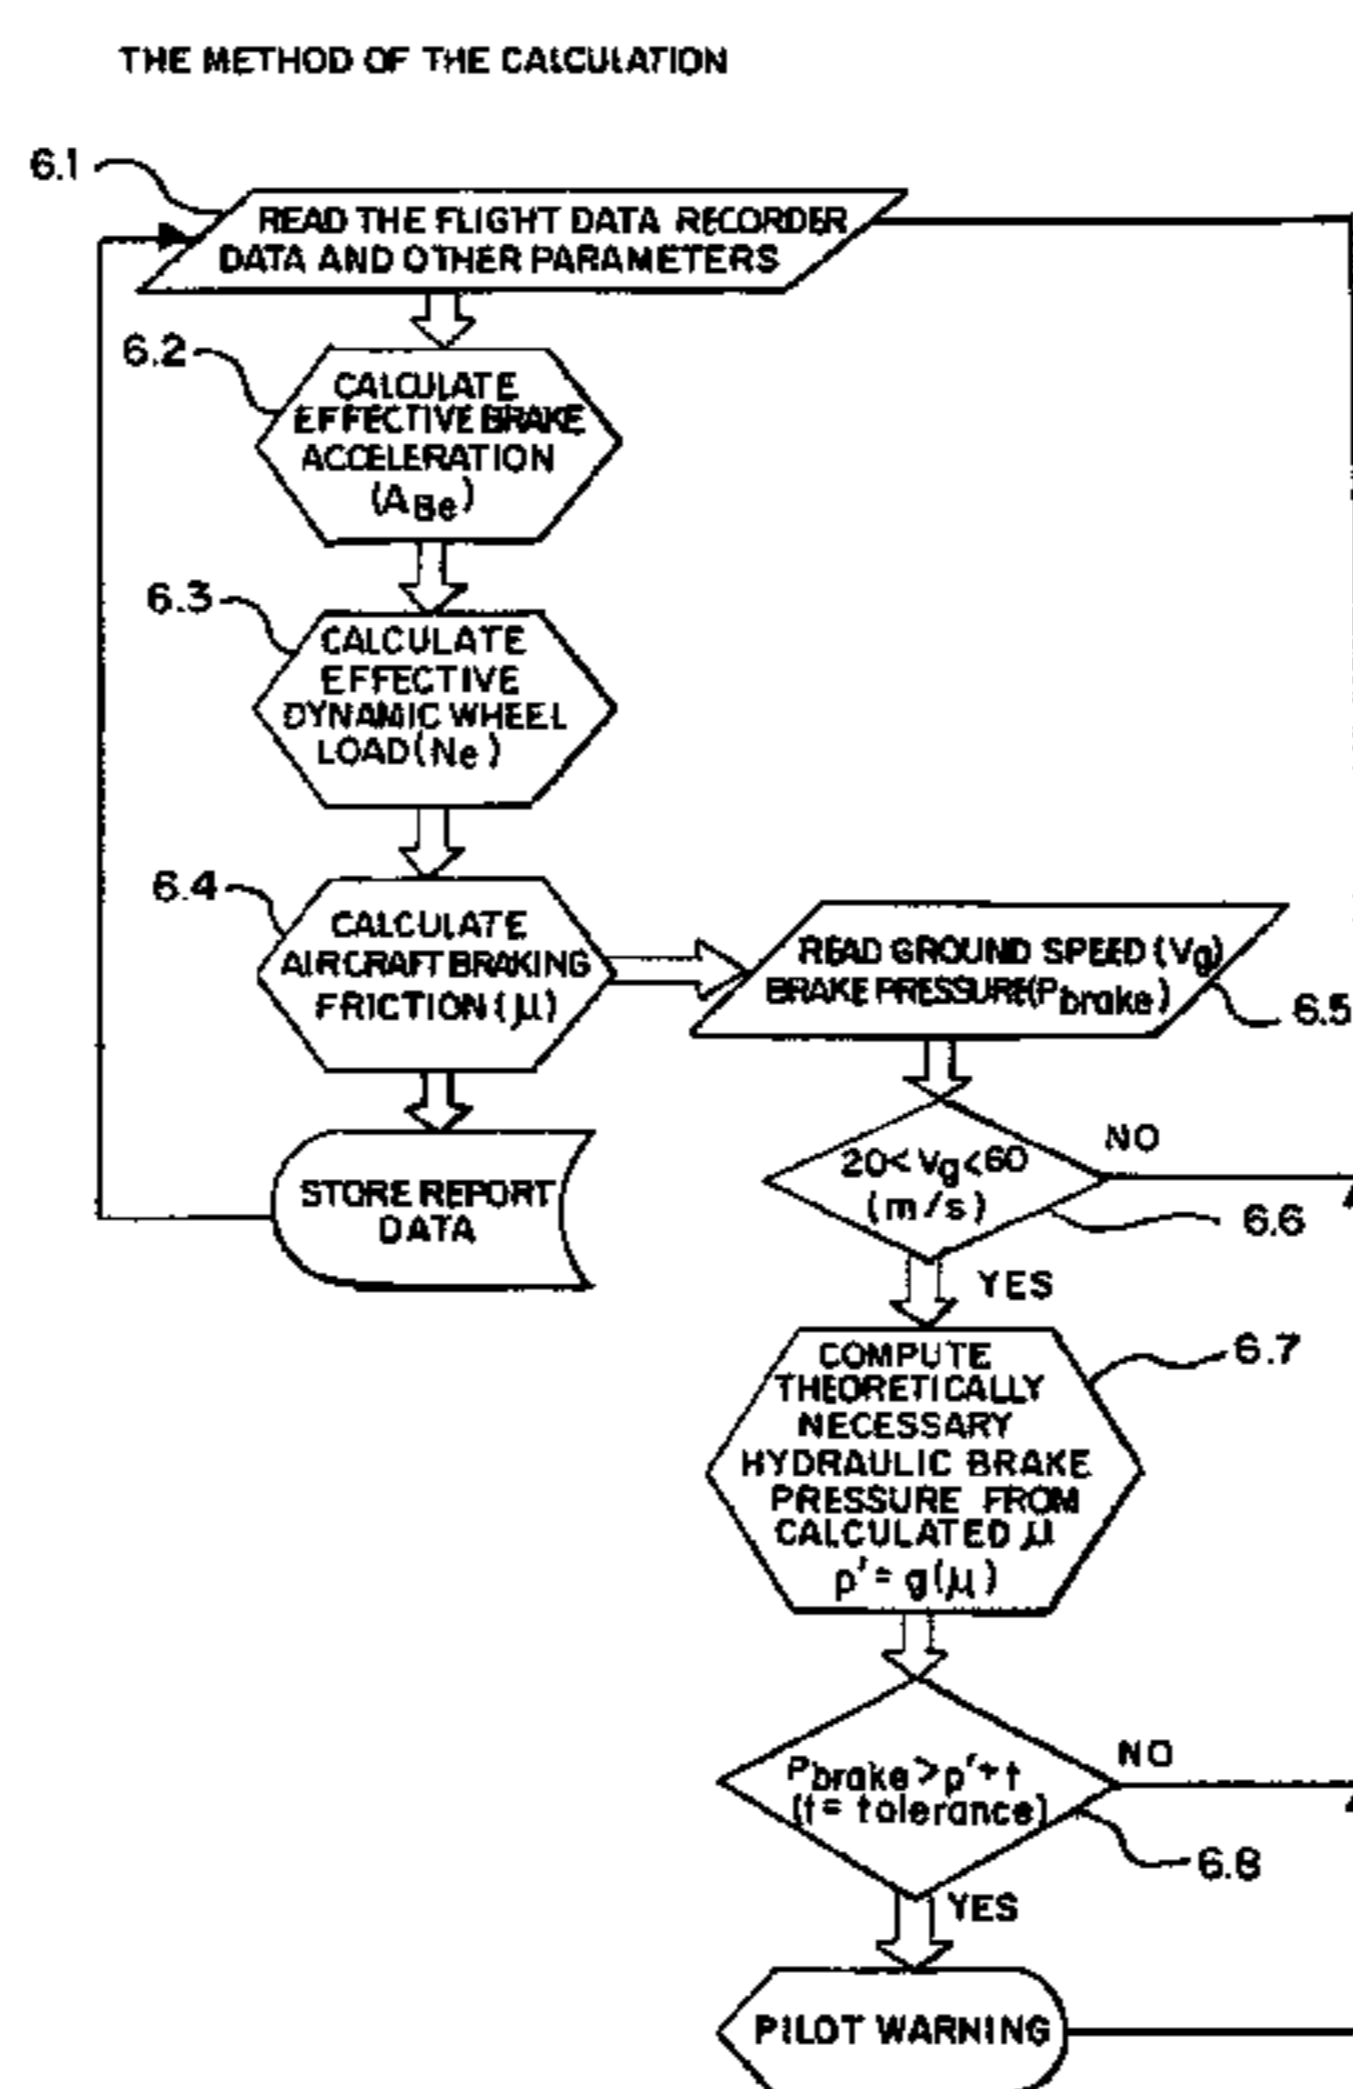 THE METHOD OF THE CALCULATION
6.1
READ THE FLIGHT DATA RECORDER
DATA AND OTHER PARAMETERS
6.2
CALCULATE
EFFECTIVE BRAKE
ACCELERATION
(ABe)
6.3
CALCULATE
EFFECTIVE
DYNAMIC WHEEL
LOAD (Ne)
6.4
CALCULATE
AIRCRAFT BRAKING
FRICTION (μ)
STORE REPORT
DATA
READ GROUND SPEED (Vg)
BRAKE PRESSURE (Pbrake)
6.5
20 < Vg < 60
(m/s)
NO
6.6
YES
COMPUTE
THEORETICALLY
NECESSARY
HYDRAULIC BRAKE
PRESSURE FROM
CALCULATED μ
p' = g(μ)
6.7
Pbrake > p' + t
(t = tolerance)
NO
6.8
YES
PILOT WARNING